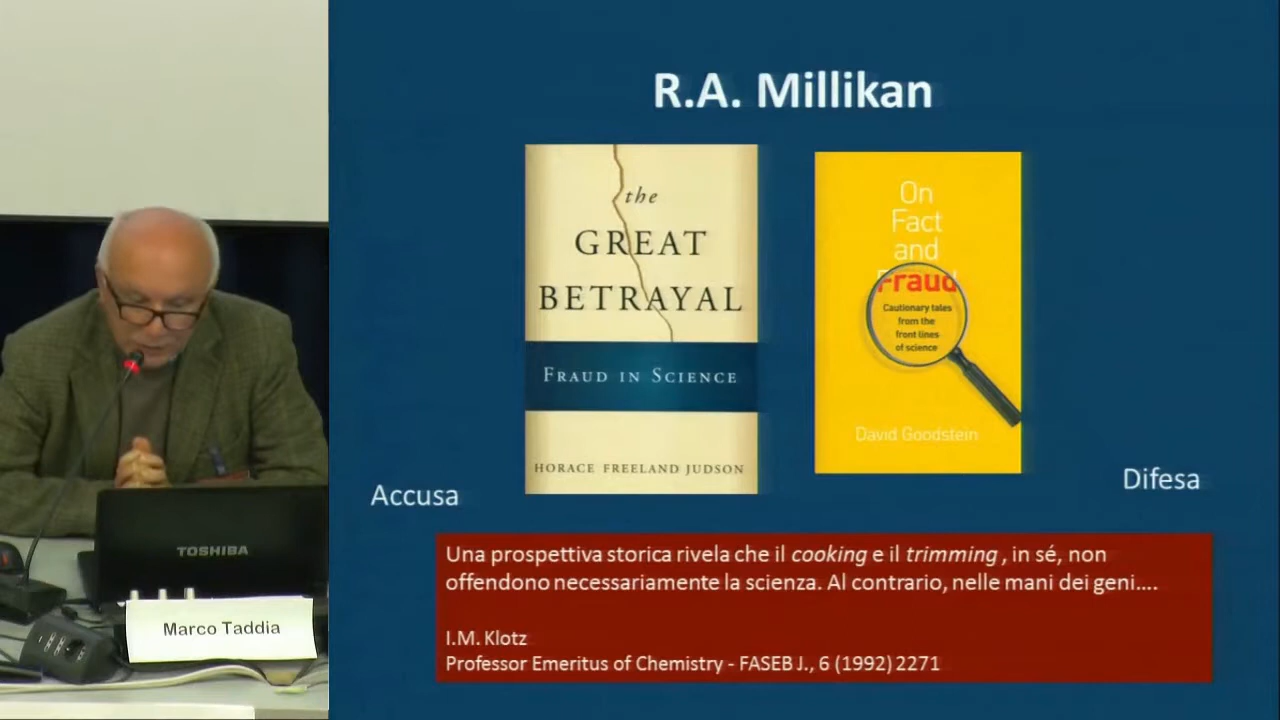 R.A. Millikan
the
GREAT
BETRAYAL
FRAUD IN SCIENCE
HORACE FREELAND JUDSON
On
Fact
and
Fraud
Cautionary tales
from the
front lines
of science
David Goodstein
Accusa
Difesa
Una prospettiva storica rivela che il cooking e il trimming , in sé, non
offendono necessariamente la scienza. Al contrario, nelle mani dei geni....
I.M. Klotz
Professor Emeritus of Chemistry - FASEB J., 6 (1992) 2271
TOSHIBA
Marco Taddia